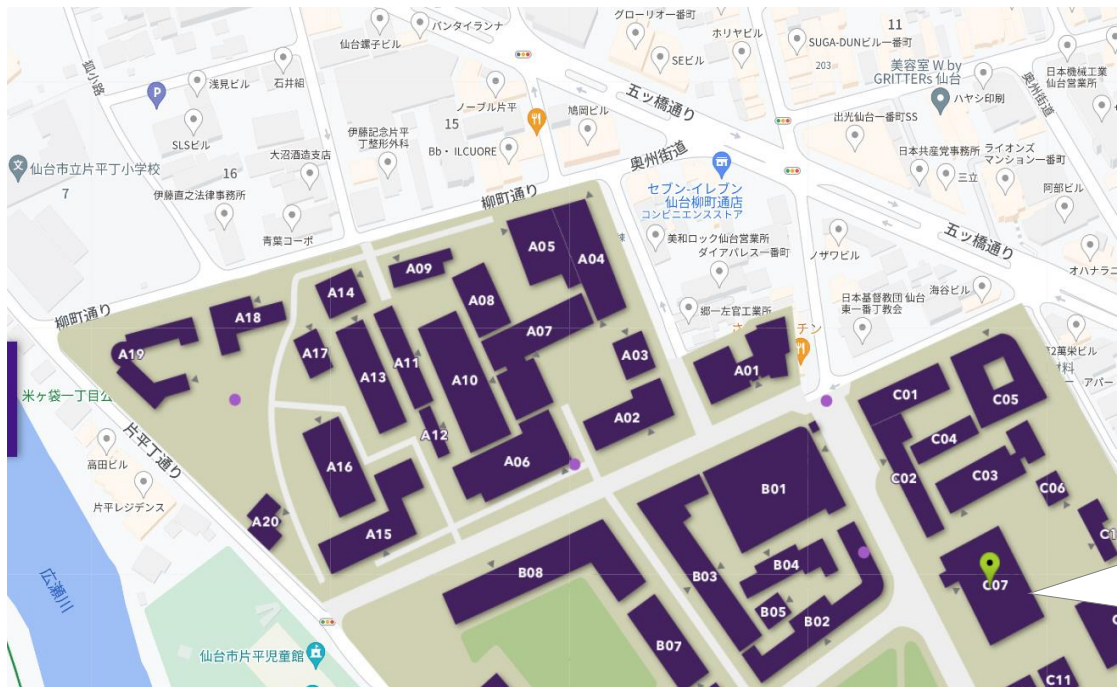 グローリオ一番町
11
バンタイランナ
ホリヤビル
仙台螺子ビル
SUGA-DUNビル一番町
203
SEビル
美容室 W by
GRITTERs 仙台
日本機械工業
仙台営業所
狐小路
浅見ビル
石井組
P
五ッ橋通り
奥州街道
ハヤシ印刷
ノーブル片平
鳩岡ビル
出光仙台一番町SS
15
SLSビル
伊藤記念片平
丁整形外科
Bb・ILCUORE
奥州街道
日本共産党事務所
ライオンズ
マンション一番町
大沼酒造支店
セブン-イレブン
仙台柳町通店
コンビニエンスストア
三立
阿部ビル
仙台市立片平丁小学校
7
16
伊藤直之法律事務所
柳町通り
青葉コーポ
美和ロック仙台営業所
ダイアパレス一番町
ノザワビル
五ッ橋通り
オハナラニ
A05
A04
A09
A14
A08
海谷ビル
日本基督教団 仙台
東一番丁教会
郷一左官工業所
柳町通り
A18
A07
チン
A19
A17
A11
A13
A03
A01
A10
C01
C05
米ヶ袋一丁目公
片平丁通り
A02
A12
C04
高田ビル
A16
A06
C02
C03
B01
C06
片平レジデンス
A20
A15
B04
B08
B03
C07
広瀬川
B05
B02
仙台市片平児童館
B07
C11